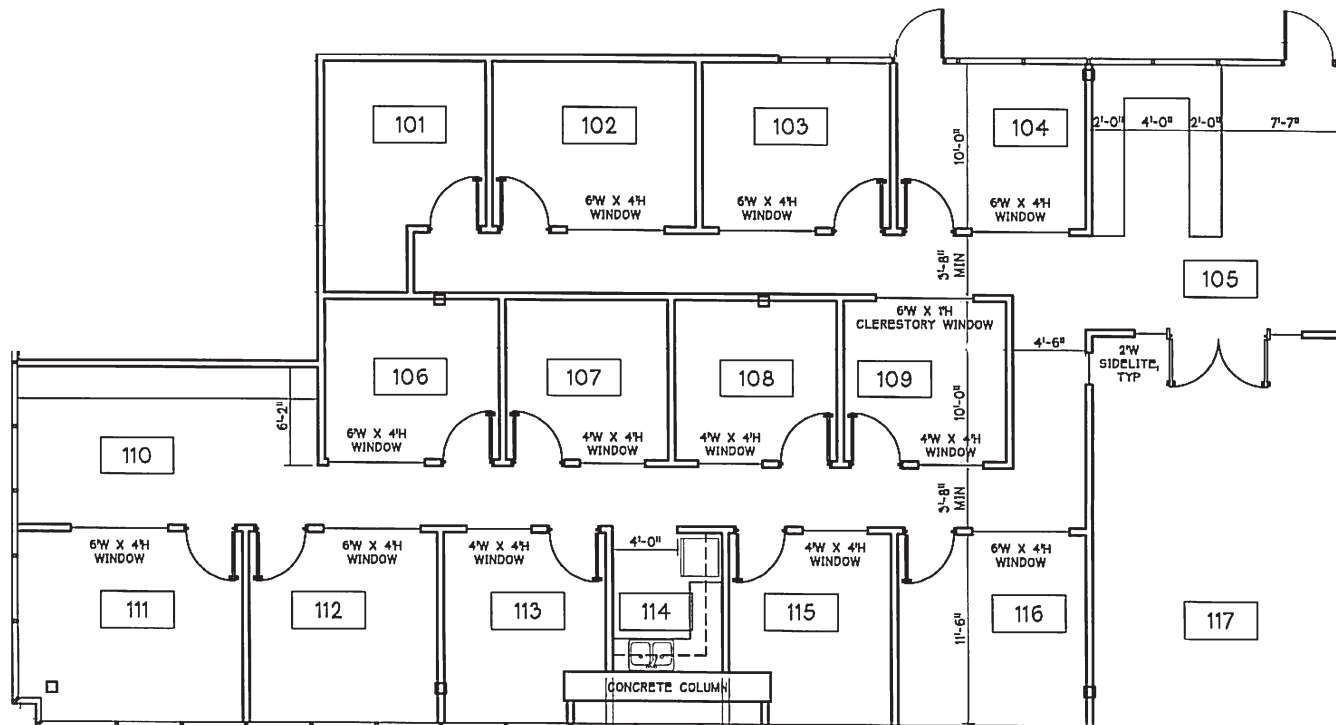 101
102
103
104
2'-0"
4'-0"
2'-0"
7'-7"
10'-0"
6'W X 4'H
WINDOW
6'W X 4'H
WINDOW
6'W X 4'H
WINDOW
3'-8"
MIN
105
6'W X 1'H
CLERESTORY WINDOW
4'-6"
2'W
SIDELITE,
TYP
106
107
108
109
10'-0"
6'-2"
6'W X 4'H
WINDOW
4'W X 4'H
WINDOW
4'W X 4'H
WINDOW
4'W X 4'H
WINDOW
110
3'-8"
MIN
6'W X 4'H
WINDOW
6'W X 4'H
WINDOW
4'W X 4'H
WINDOW
4'-0"
4'W X 4'H
WINDOW
6'W X 4'H
WINDOW
111
112
113
114
115
116
117
11'-6"
CONCRETE COLUMN